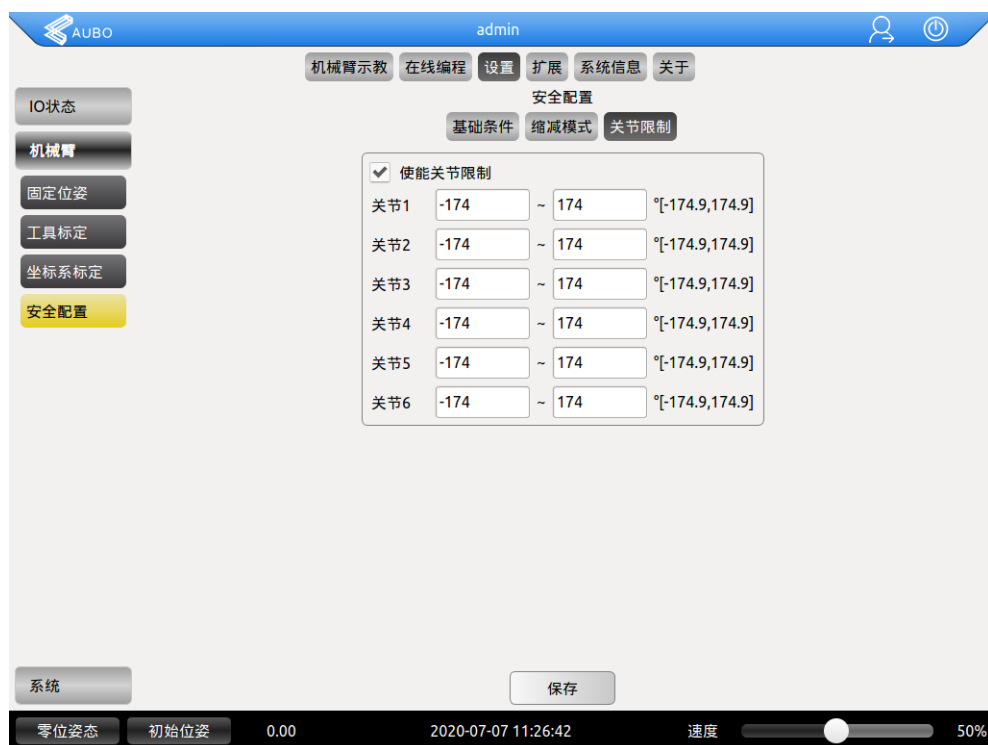 AUBO admin
机械臂示教 在线编程 设置 扩展 系统信息 关于
安全配置
基础条件 缩减模式 关节限制
IO状态
机械臂
固定位姿
工具标定
坐标系标定
安全配置
使能关节限制
关节1 -174 ~ 174 °[-174.9,174.9]
关节2 -174 ~ 174 °[-174.9,174.9]
关节3 -174 ~ 174 °[-174.9,174.9]
关节4 -174 ~ 174 °[-174.9,174.9]
关节5 -174 ~ 174 °[-174.9,174.9]
关节6 -174 ~ 174 °[-174.9,174.9]
系统 保存
零位姿态 初始位姿 0.00 2020-07-07 11:26:42 速度 50%